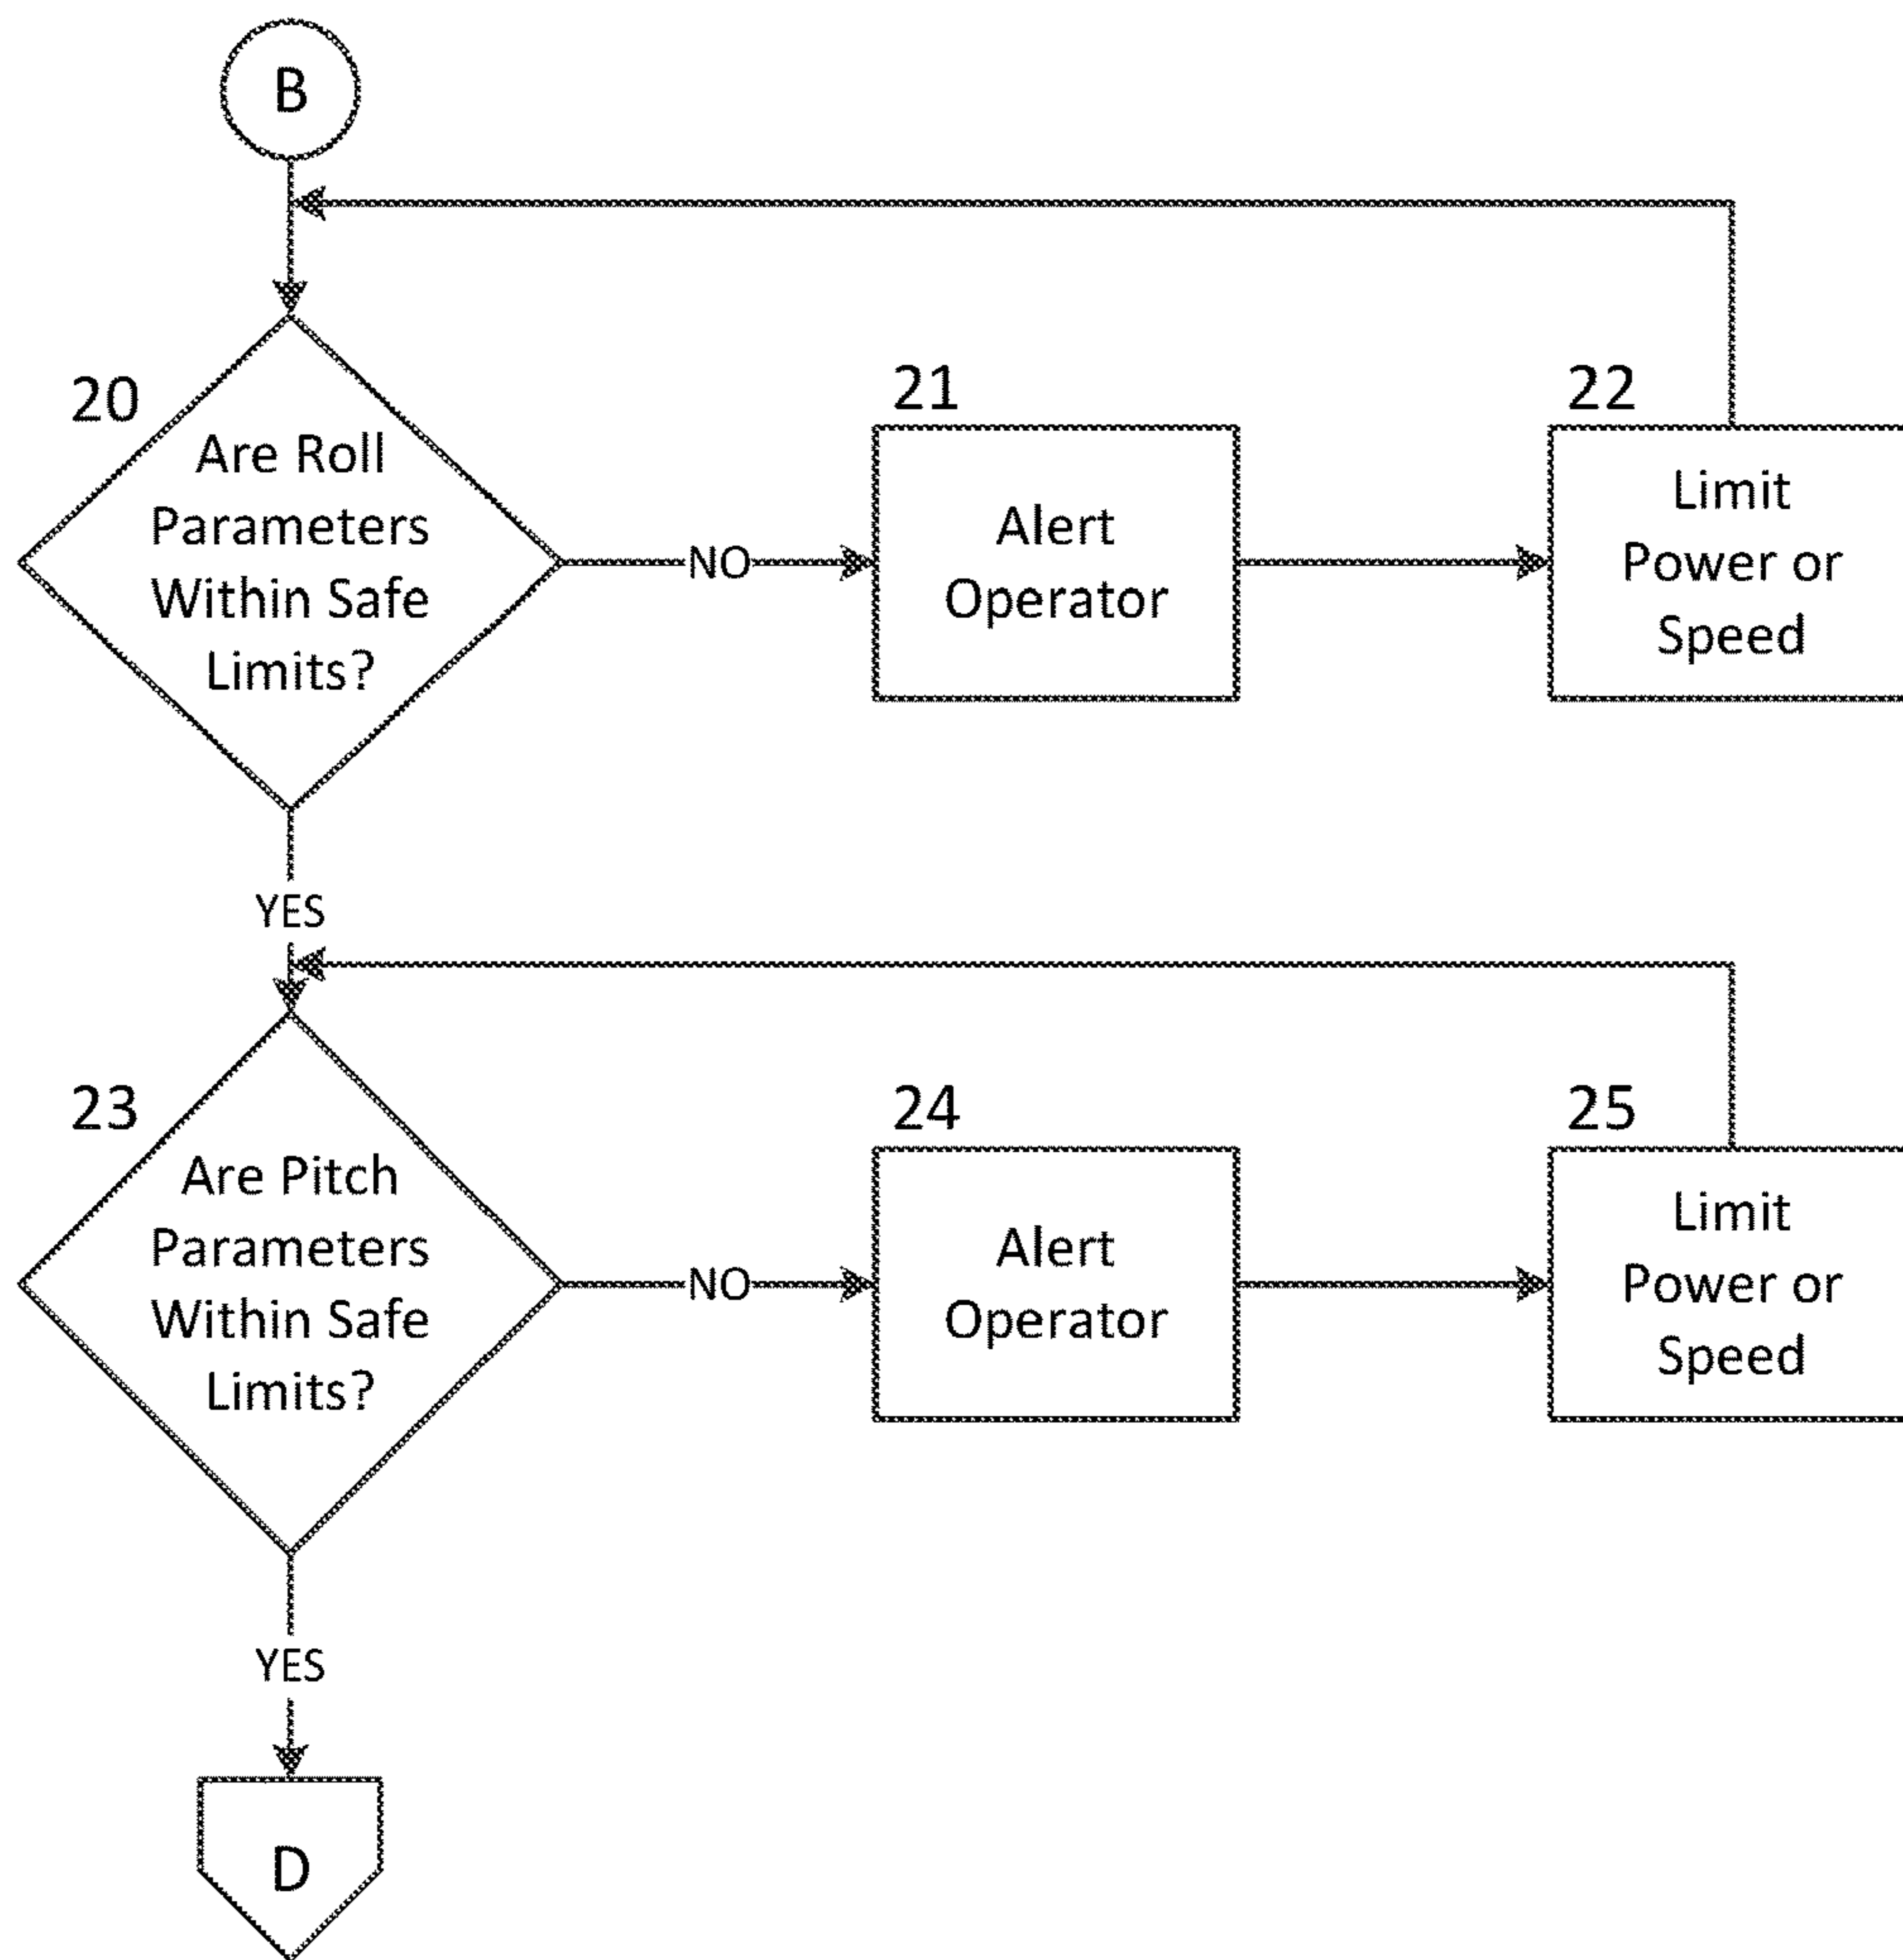 B
20
Are Roll
Parameters
Within Safe
Limits?
NO
21
Alert
Operator
22
Limit
Power or
Speed
YES
23
Are Pitch
Parameters
Within Safe
Limits?
NO
24
Alert
Operator
25
Limit
Power or
Speed
YES
D